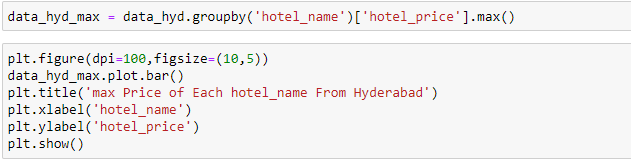 data_hyd_max = data_hyd.groupby('hotel_name')['hotel_price'].max()
plt.figure(dpi=100,figsize=(10,5))
data_hyd_max.plot.bar()
plt.title('max Price of Each hotel_name From Hyderabad')
plt.xlabel('hotel_name')
plt.ylabel('hotel_price')
plt.show()